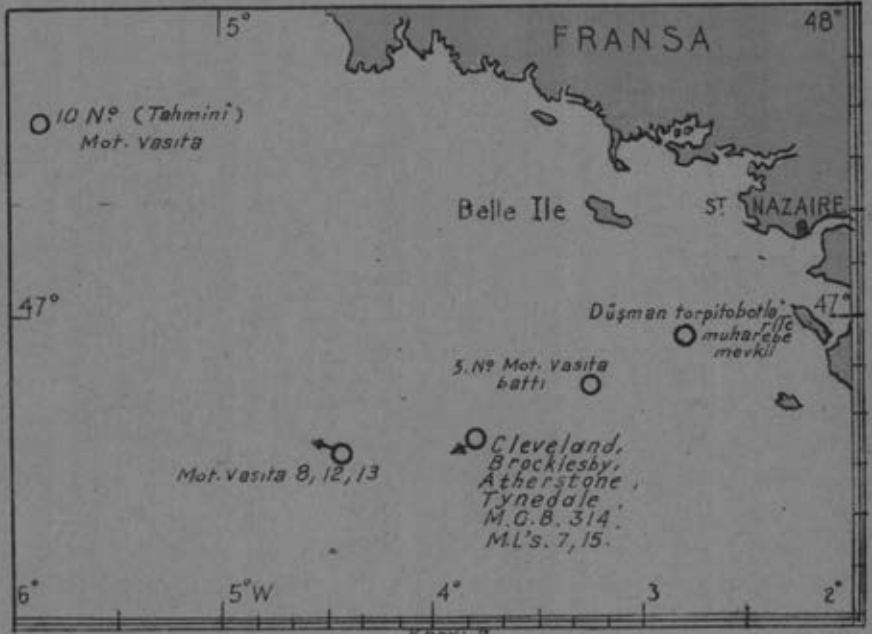 5°
FRANSA
48°
10 Nº (Tahminî)
Mot. Vasıta
Belle Ile
ST. NAZAIRE
47°
47°
Düşman torpitobotla-
rile
muharebe
mevkii
5. Nº Mot. Vasıta
battı
Cleveland,
Brocklesby,
Atherstone,
Tynedale,
M.G.B. 314.
M.L's. 7, 15.
Mot. Vasıta 8, 12, 13
6°
5°W
4°
3
2°